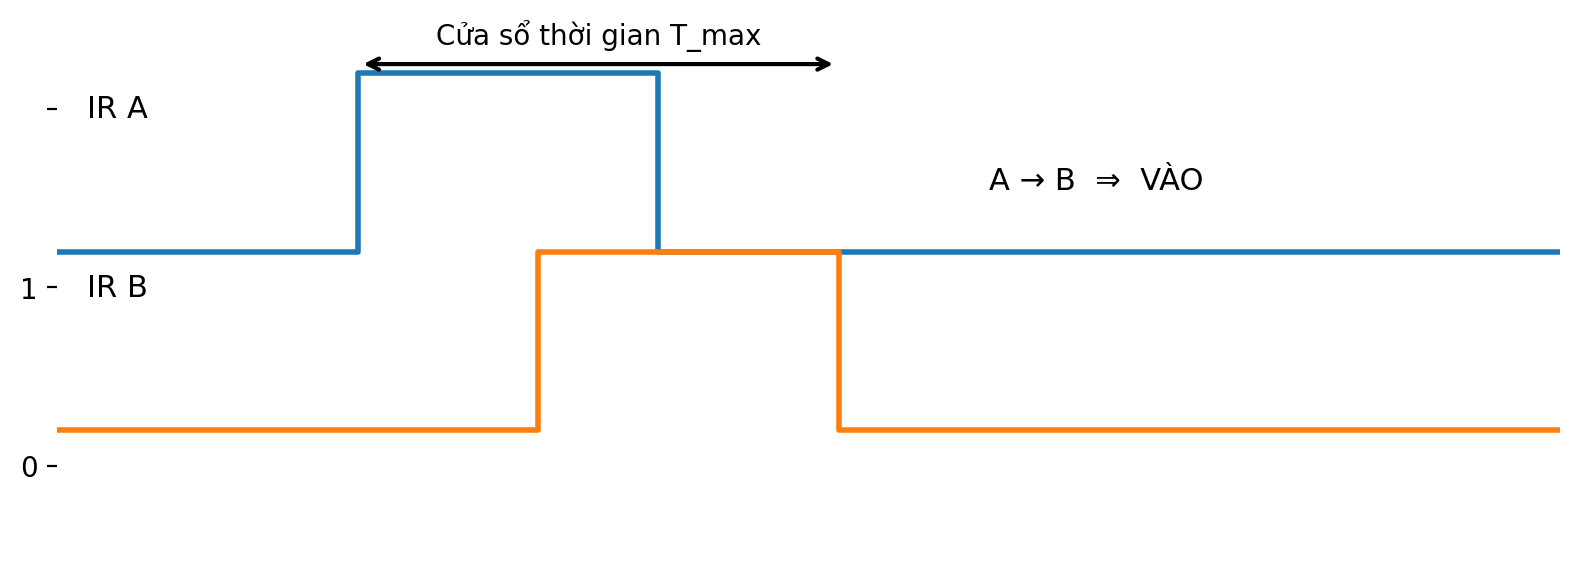 Cửa sổ thời gian T_max
IR A
A → B ⇒ VÀO
1
IR B
0